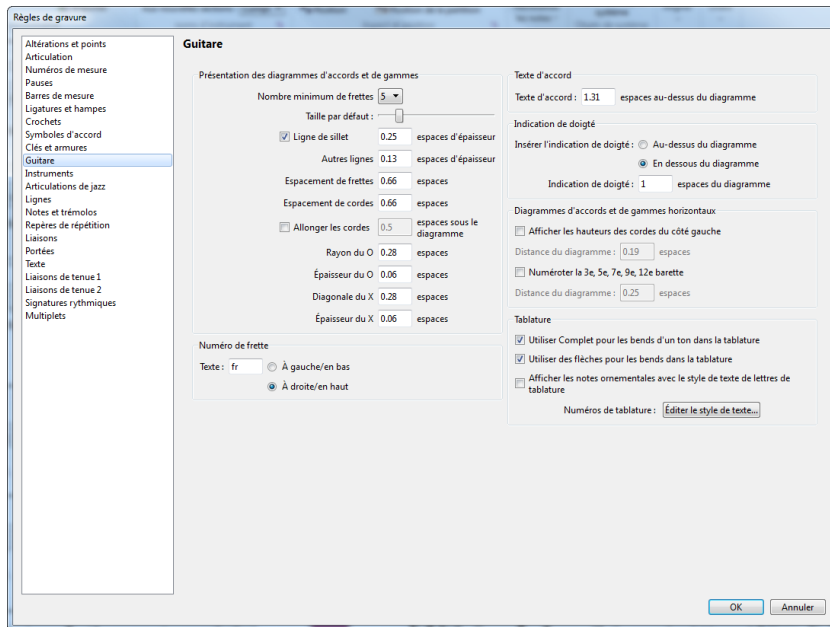 Règles de gravure
Altérations et points
Articulation
Numéros de mesure
Pauses
Barres de mesure
Ligatures et hampes
Crochets
Symboles d'accord
Clés et armures
Guitare
Instruments
Articulations de jazz
Lignes
Notes et trémolos
Repères de répétition
Liaisons
Portées
Texte
Liaisons de tenue 1
Liaisons de tenue 2
Signatures rythmiques
Multiplets
Guitare
Présentation des diagrammes d'accords et de gammes
Nombre minimum de frettes 5
Taille par défaut :
Ligne de sillet 0.25 espaces d'épaisseur
Autres lignes 0.13 espaces d'épaisseur
Espacement de frettes 0.66 espaces
Espacement de cordes 0.66 espaces
Allonger les cordes 0.5 espaces sous le
diagramme
Rayon du O 0.28 espaces
Épaisseur du O 0.06 espaces
Diagonale du X 0.28 espaces
Épaisseur du X 0.06 espaces
Numéro de frette
Texte : fr À gauche/en bas
À droite/en haut
Texte d'accord
Texte d'accord : 1.31 espaces au-dessus du diagramme
Indication de doigté
Insérer l'indication de doigté : Au-dessus du diagramme
En dessous du diagramme
Indication de doigté : 1 espaces du diagramme
Diagrammes d'accords et de gammes horizontaux
Afficher les hauteurs des cordes du côté gauche
Distance du diagramme : 0.19 espaces
Numéroter la 3e, 5e, 7e, 9e, 12e barette
Distance du diagramme : 0.25 espaces
Tablature
Utiliser Complet pour les bends d'un ton dans la tablature
Utiliser des flèches pour les bends dans la tablature
Afficher les notes ornementales avec le style de texte de lettres de
tablature
Numéros de tablature : Éditer le style de texte...
OK Annuler